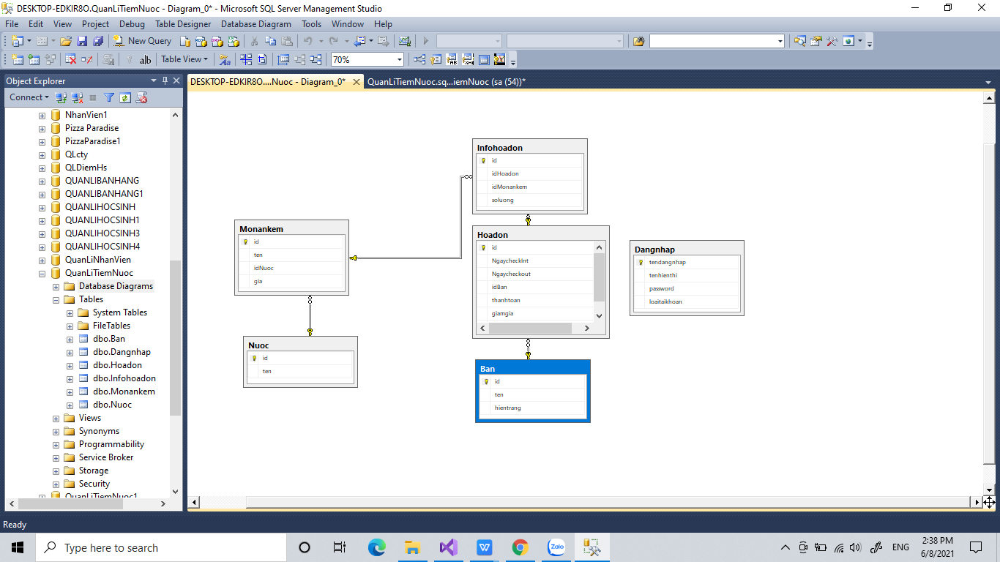 DESKTOP-EDKIR8O.QuanLiTiemNuoc - Diagram_0* - Microsoft SQL Server Management Studio
File Edit View Project Debug Table Designer Database Diagram Tools Window Help
New Query
Table View 70%
Object Explorer
DESKTOP-EDKIR8O....Nuoc - Diagram_0* QuanLiTiemNuoc.sq...iemNuoc (sa (54))*
Connect
NhanVien1
Pizza Paradise
PizzaParadise1
QLcty
QLDiemHs
QUANLIBANHANG
QUANLIBANHANG1
QUANLIHOCSINH
QUANLIHOCSINH1
QUANLIHOCSINH3
QUANLIHOCSINH4
QuanLiNhanVien
QuanLiTiemNuoc
Database Diagrams
Tables
System Tables
FileTables
dbo.Ban
dbo.Dangnhap
dbo.Hoadon
dbo.Infohoadon
dbo.Monankem
dbo.Nuoc
Views
Synonyms
Programmability
Service Broker
Storage
Security
QuanLiTiemNuoc1
Infohoadon
id
idHoadon
idMonankem
soluong
Monankem
id
ten
idNuoc
gia
Hoadon
id
NgaycheckInt
Ngaycheckout
idBan
thanhtoan
giamgia
Dangnhap
tendangnhap
tenhienthi
password
loaitaikhoan
Nuoc
id
ten
Ban
id
ten
hientrang
Ready
Type here to search
Zalo
ENG
2:38 PM
6/8/2021